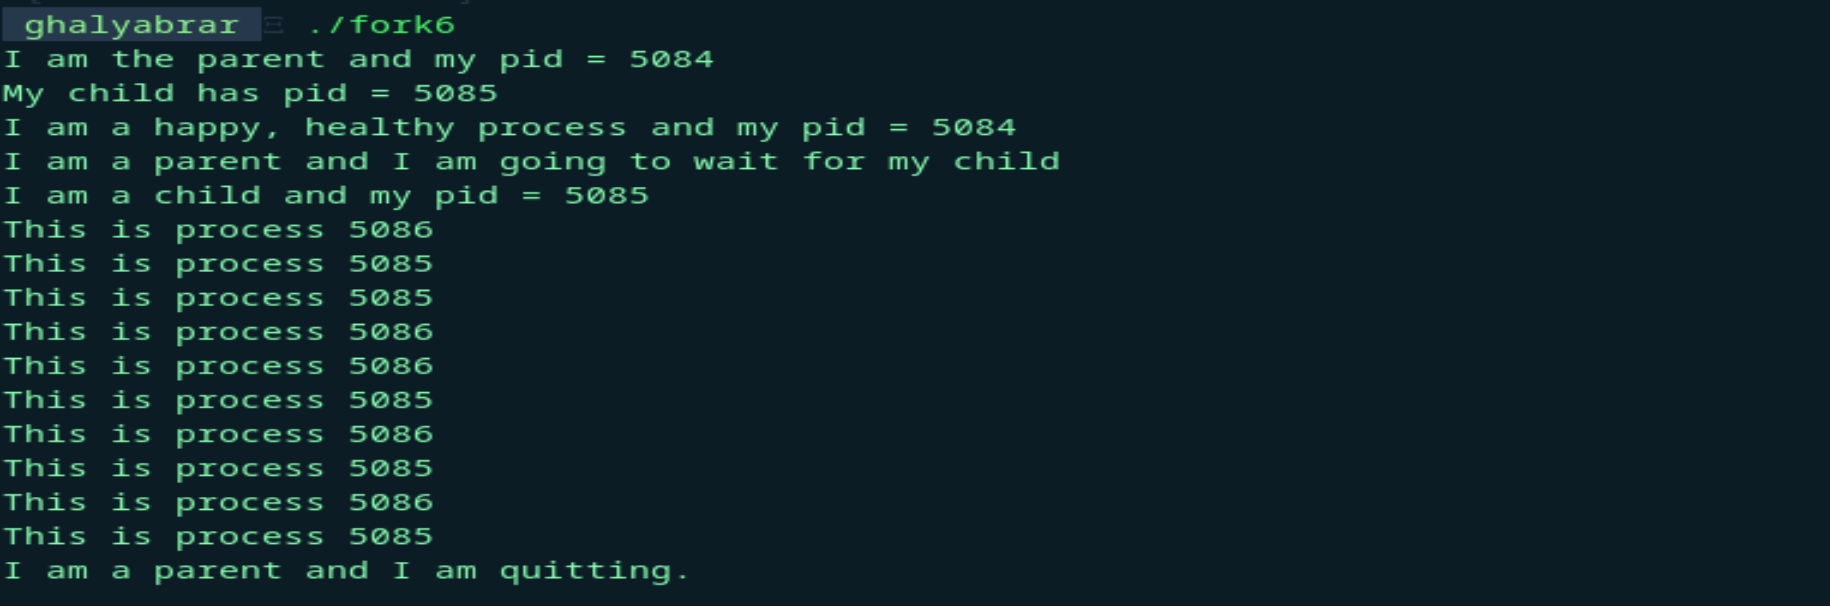 ghalyabrar ./fork6
I am the parent and my pid = 5084
My child has pid = 5085
I am a happy, healthy process and my pid = 5084
I am a parent and I am going to wait for my child
I am a child and my pid = 5085
This is process 5086
This is process 5085
This is process 5085
This is process 5086
This is process 5086
This is process 5085
This is process 5086
This is process 5085
This is process 5086
This is process 5085
I am a parent and I am quitting.